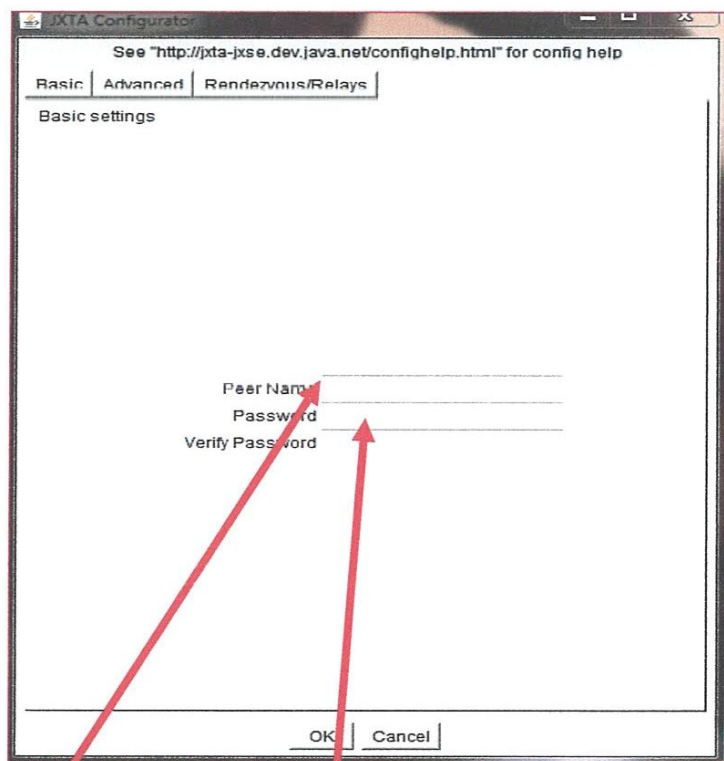 JXTA Configurator
See "http://jxta-jxse.dev.java.net/confighelp.html" for config help
Basic Advanced Rendezvous/Relays
Basic settings
Peer Name
Password
Verify Password
OK Cancel